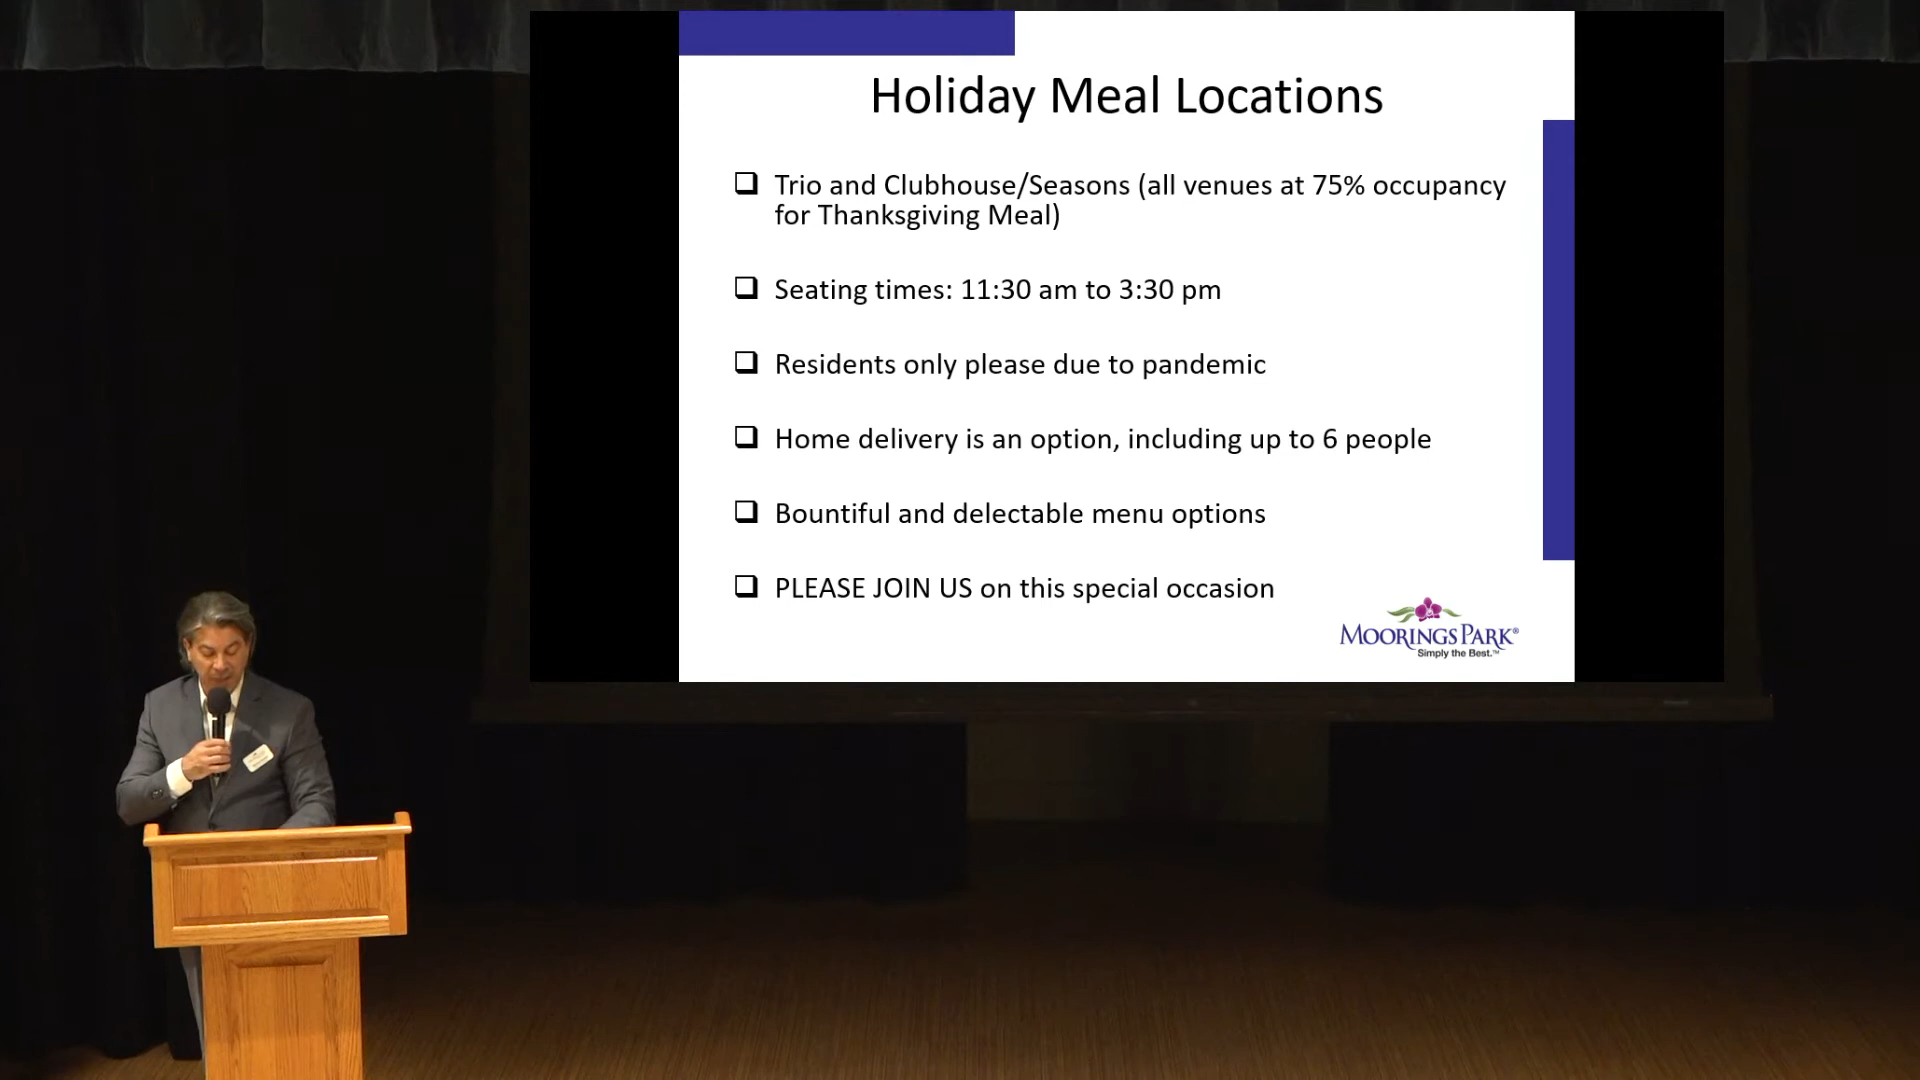 Holiday Meal Locations
Trio and Clubhouse/Seasons (all venues at 75% occupancy
for Thanksgiving Meal)
Seating times: 11:30 am to 3:30 pm
Residents only please due to pandemic
Home delivery is an option, including up to 6 people
Bountiful and delectable menu options
PLEASE JOIN US on this special occasion
MOORINGS PARK®
Simply the Best.™